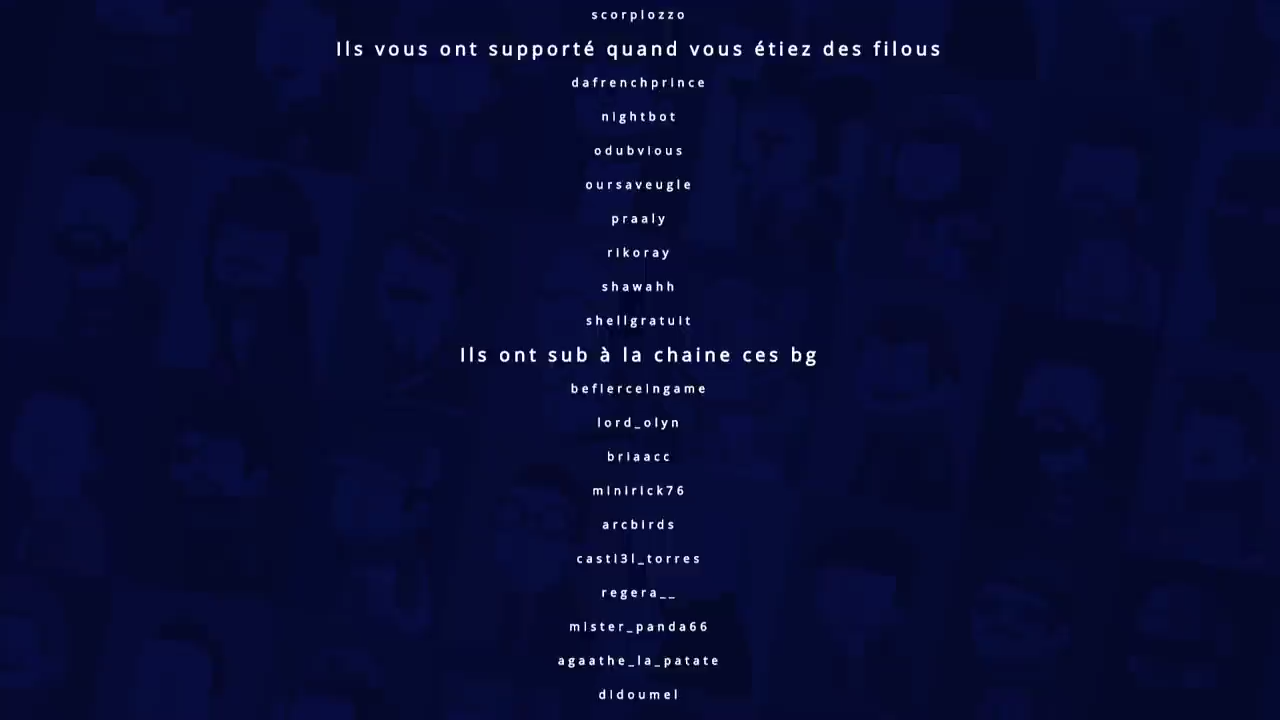 scorpiozzo
Ils vous ont supporté quand vous étiez des filous
dafrenchprince
nightbot
odubvious
oursaveugle
praaly
rikoray
shawahh
shellgratuit
Ils ont sub à la chaine ces bg
befierceingame
lord_olyn
briaacc
minirick76
arcbirds
casti3l_torres
regera__
mister_panda66
agaathe_la_patate
didoumel